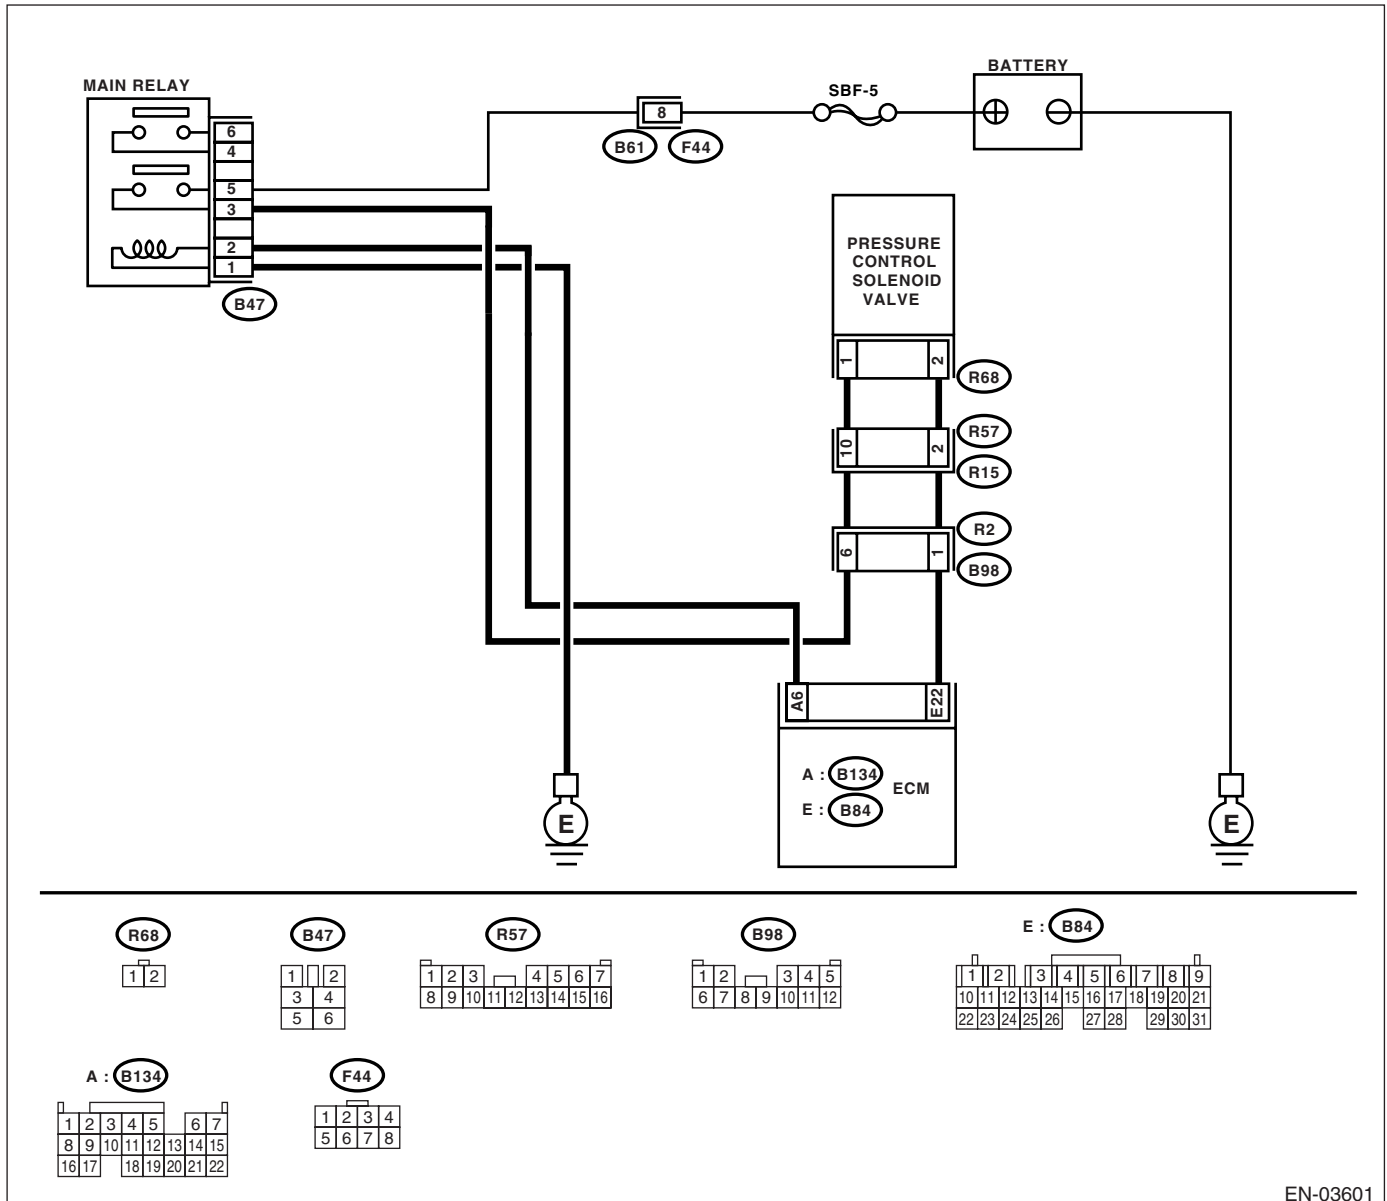 BATTERY
MAIN RELAY
SBF-5
8
B61 F44
6
4
5
3
2
1
B47
PRESSURE
CONTROL
SOLENOID
VALVE
1 2
R68
10 2
R57
R15
6 1
R2
B98
A6 E22
A : B134
ECM
E : B84
E
E
R68
1 2
B47
1 2
3 4
5 6
R57
1 2 3 4 5 6 7
8 9 10 11 12 13 14 15 16
B98
1 2 3 4 5
6 7 8 9 10 11 12
E : B84
1 2 3 4 5 6 7 8 9
10 11 12 13 14 15 16 17 18 19 20 21
22 23 24 25 26 27 28 29 30 31
A : B134
1 2 3 4 5 6 7
8 9 10 11 12 13 14 15
16 17 18 19 20 21 22
F44
1 2 3 4
5 6 7 8
EN-03601